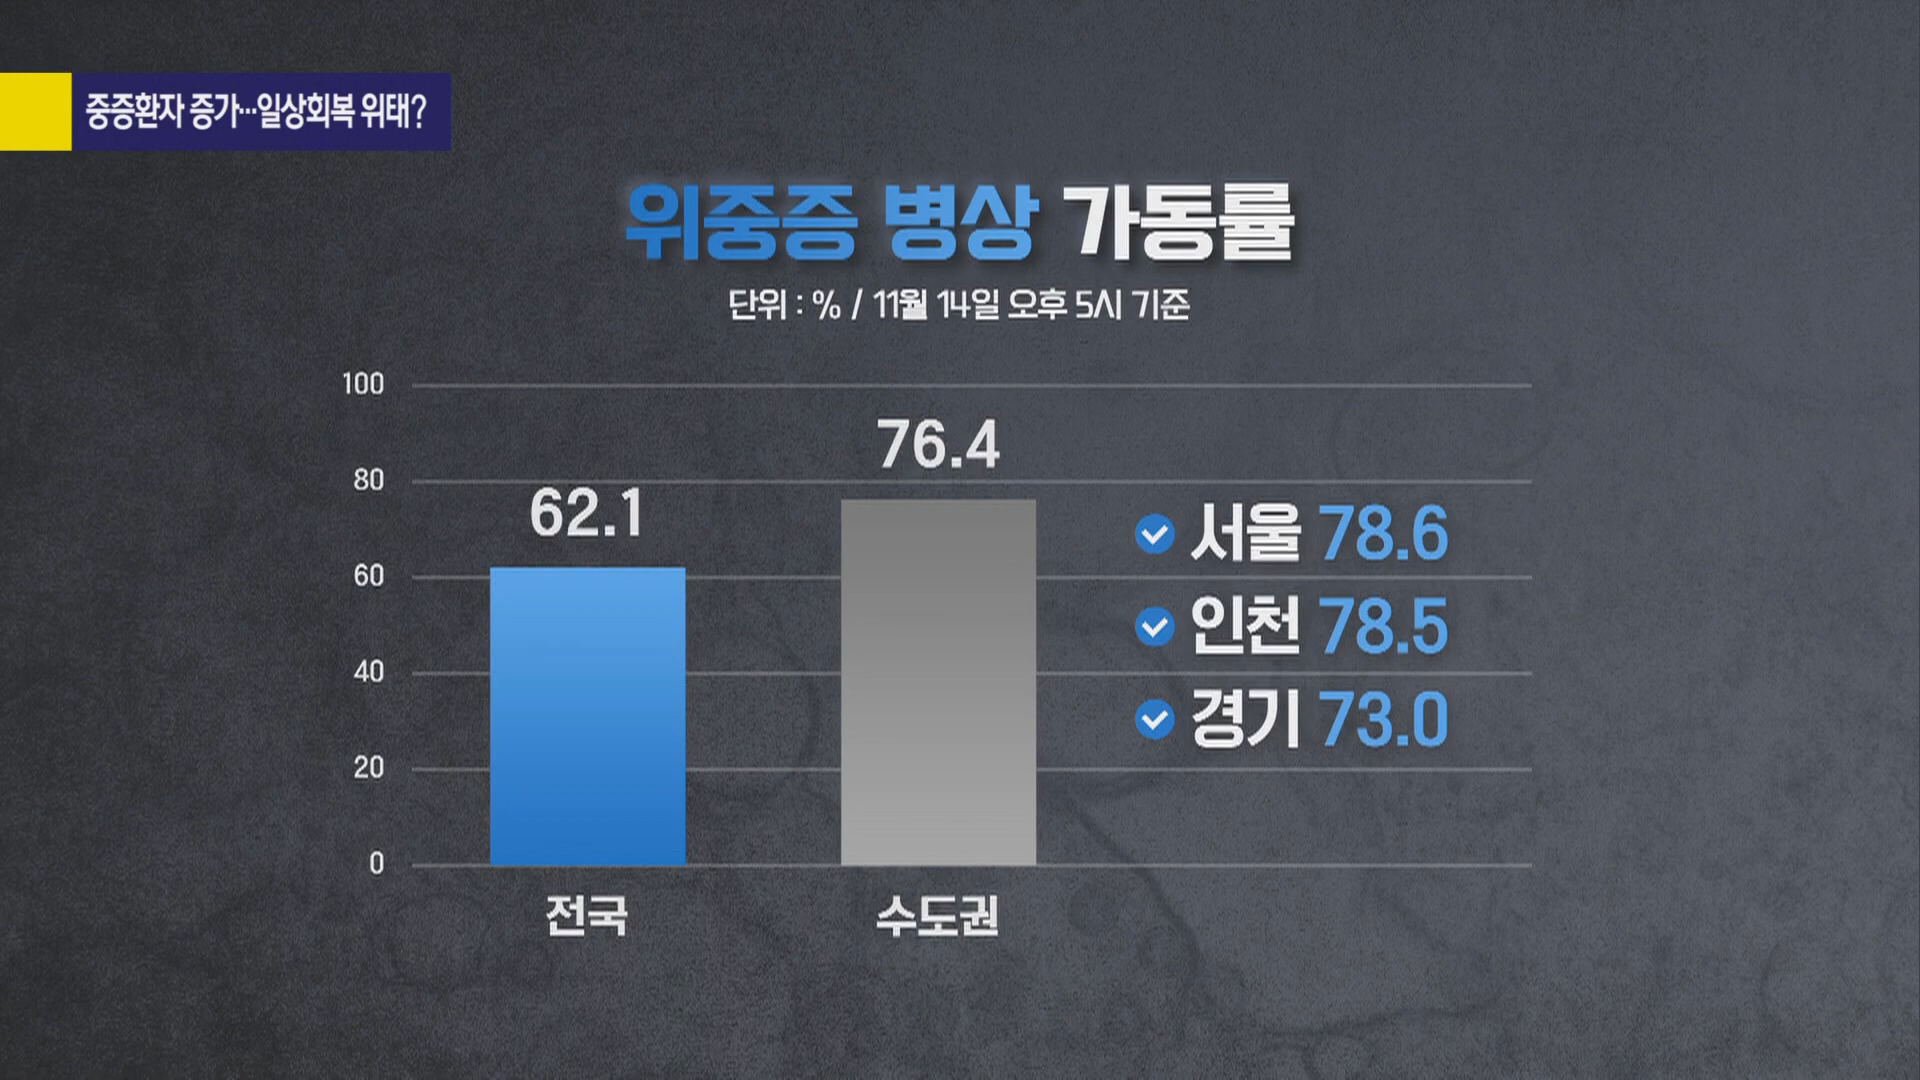 중증환자 증가…일상회복 위태?
위중증 병상 가동률
단위 : % / 11월 14일 오후 5시 기준
100
80
60
40
20
0
62.1
76.4
서울 78.6
인천 78.5
경기 73.0
전국
수도권